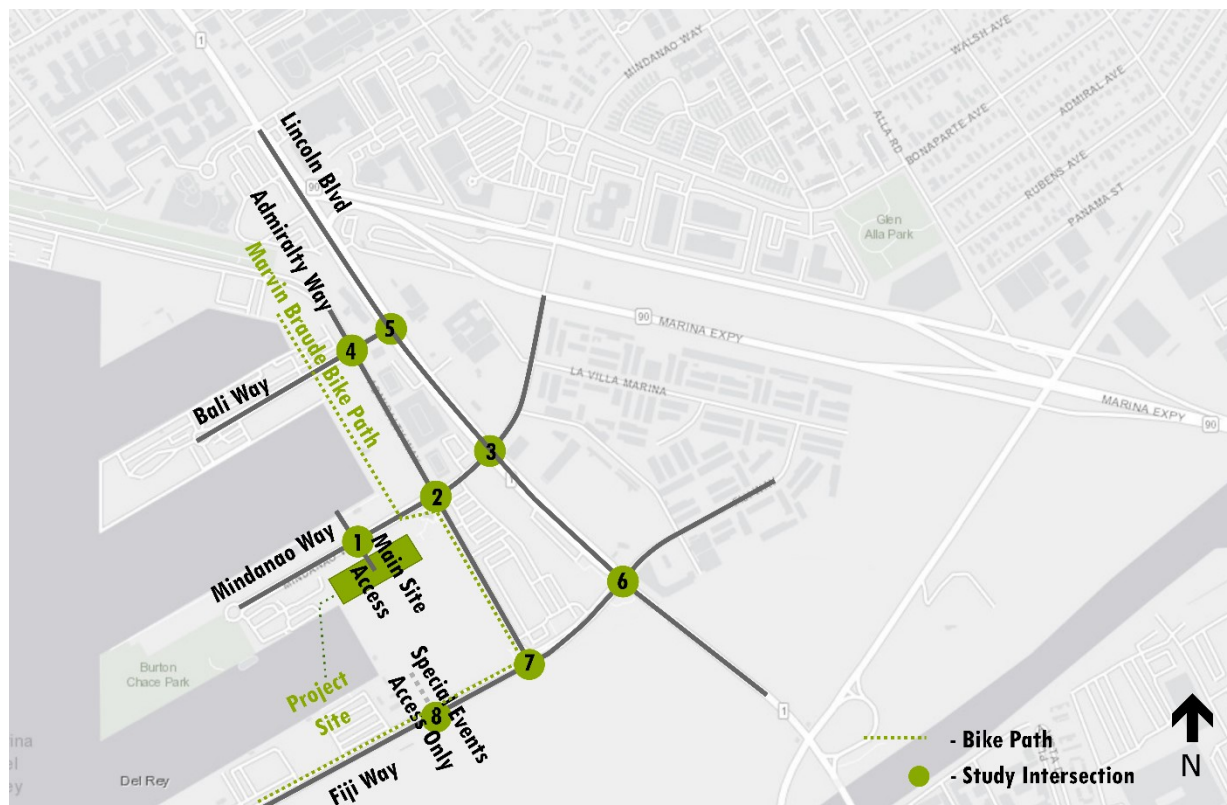 MINDANAO WAY
WALSH AVE
ADMIRAL AVE
ALLA RD
BONAPARTE AVE
RUBENS AVE
PANAMA ST
1
Lincoln Blvd
90
Glen
Alla Park
Admiralty Way
Marvin Braude Bike Path
90
MARINA EXPY
5
4
LA VILLA MARINA
MARINA EXPY
90
Bali Way
3
1
2
Mindanao Way
1
Main Site
Access
6
Burton
Chace Park
7
Project
Site
Special Events
Access Only
8
1
Del Rey
Fiji Way
- Bike Path
- Study Intersection
N